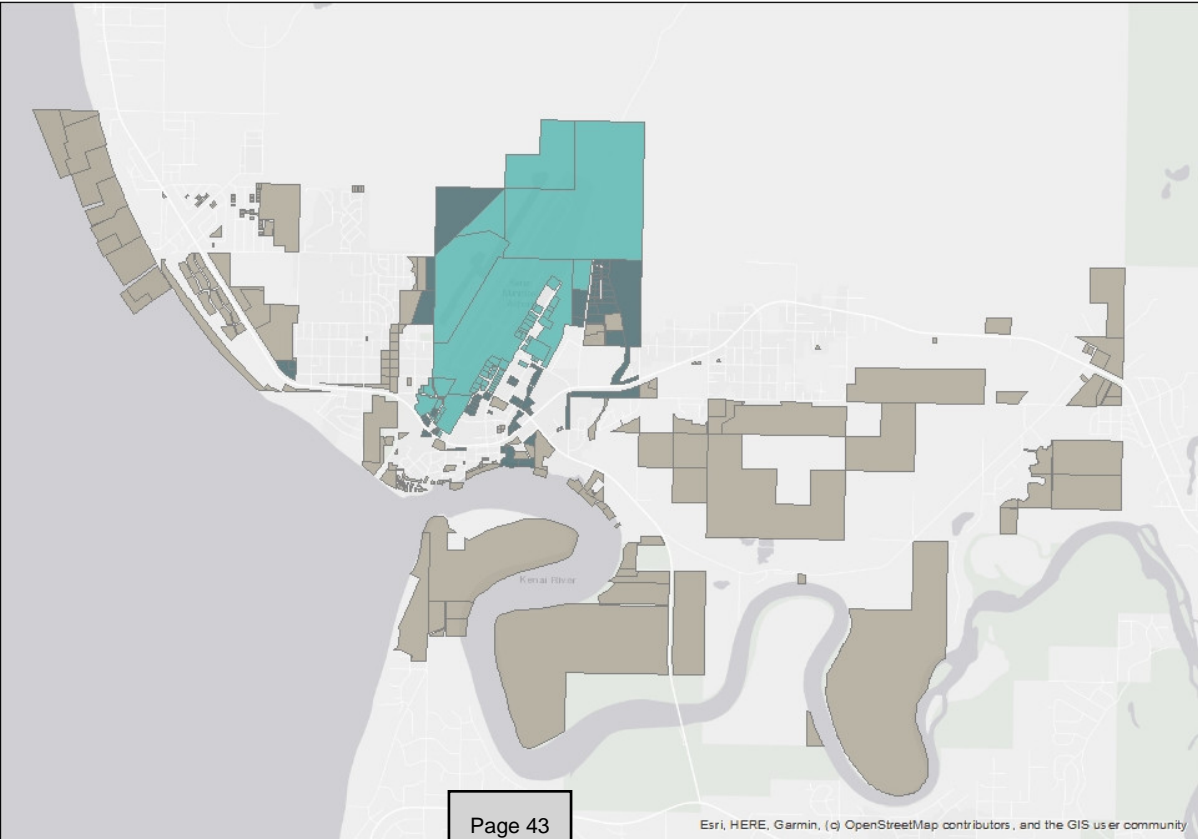 Kenai River
Page 43
Esri, HERE, Garmin, (c) OpenStreetMap contributors, and the GIS user community